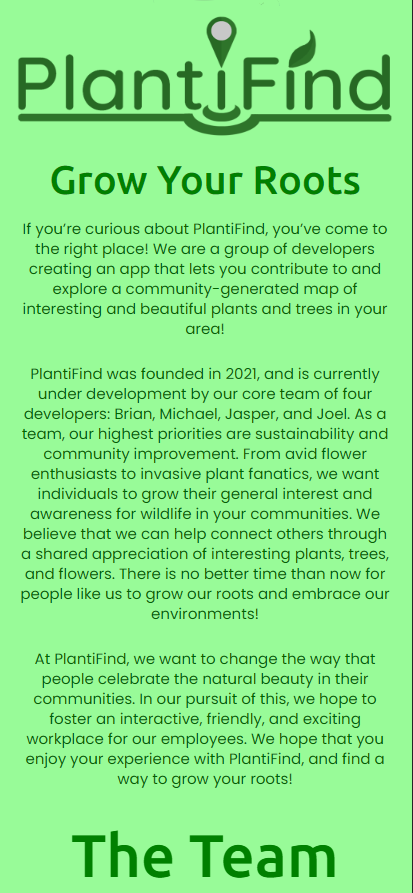 PlantiFind
Grow Your Roots
If you're curious about PlantiFind, you've come to
the right place! We are a group of developers
creating an app that lets you contribute to and
explore a community-generated map of
interesting and beautiful plants and trees in your
area!
PlantiFind was founded in 2021, and is currently
under development by our core team of four
developers: Brian, Michael, Jasper, and Joel. As a
team, our highest priorities are sustainability and
community improvement. From avid flower
enthusiasts to invasive plant fanatics, we want
individuals to grow their general interest and
awareness for wildlife in your communities. We
believe that we can help connect others through
a shared appreciation of interesting plants, trees,
and flowers. There is no better time than now for
people like us to grow our roots and embrace our
environments!
At PlantiFind, we want to change the way that
people celebrate the natural beauty in their
communities. In our pursuit of this, we hope to
foster an interactive, friendly, and exciting
workplace for our employees. We hope that you
enjoy your experience with PlantiFind, and find a
way to grow your roots!
The Team